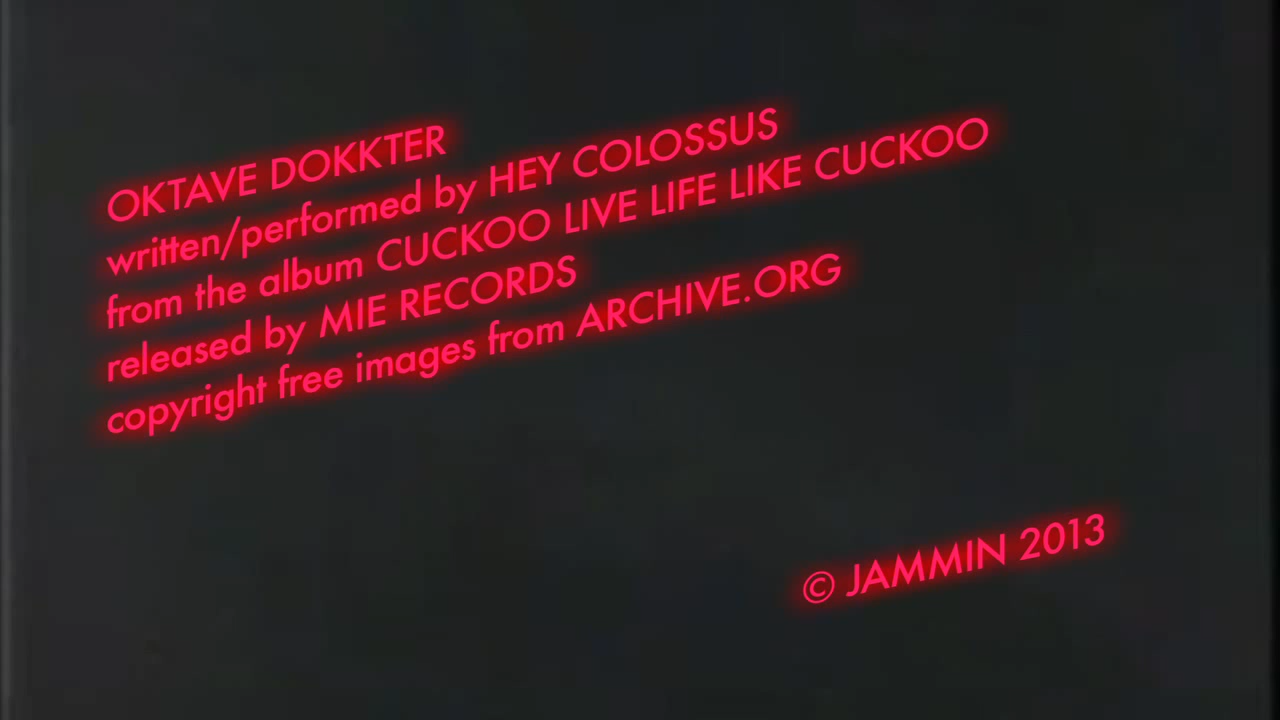 OKTAVE DOKKTER
written/performed by HEY COLOSSUS
from the album CUCKOO LIVE LIFE LIKE CUCKOO
released by MIE RECORDS
copyright free images from ARCHIVE.ORG
© JAMMIN 2013